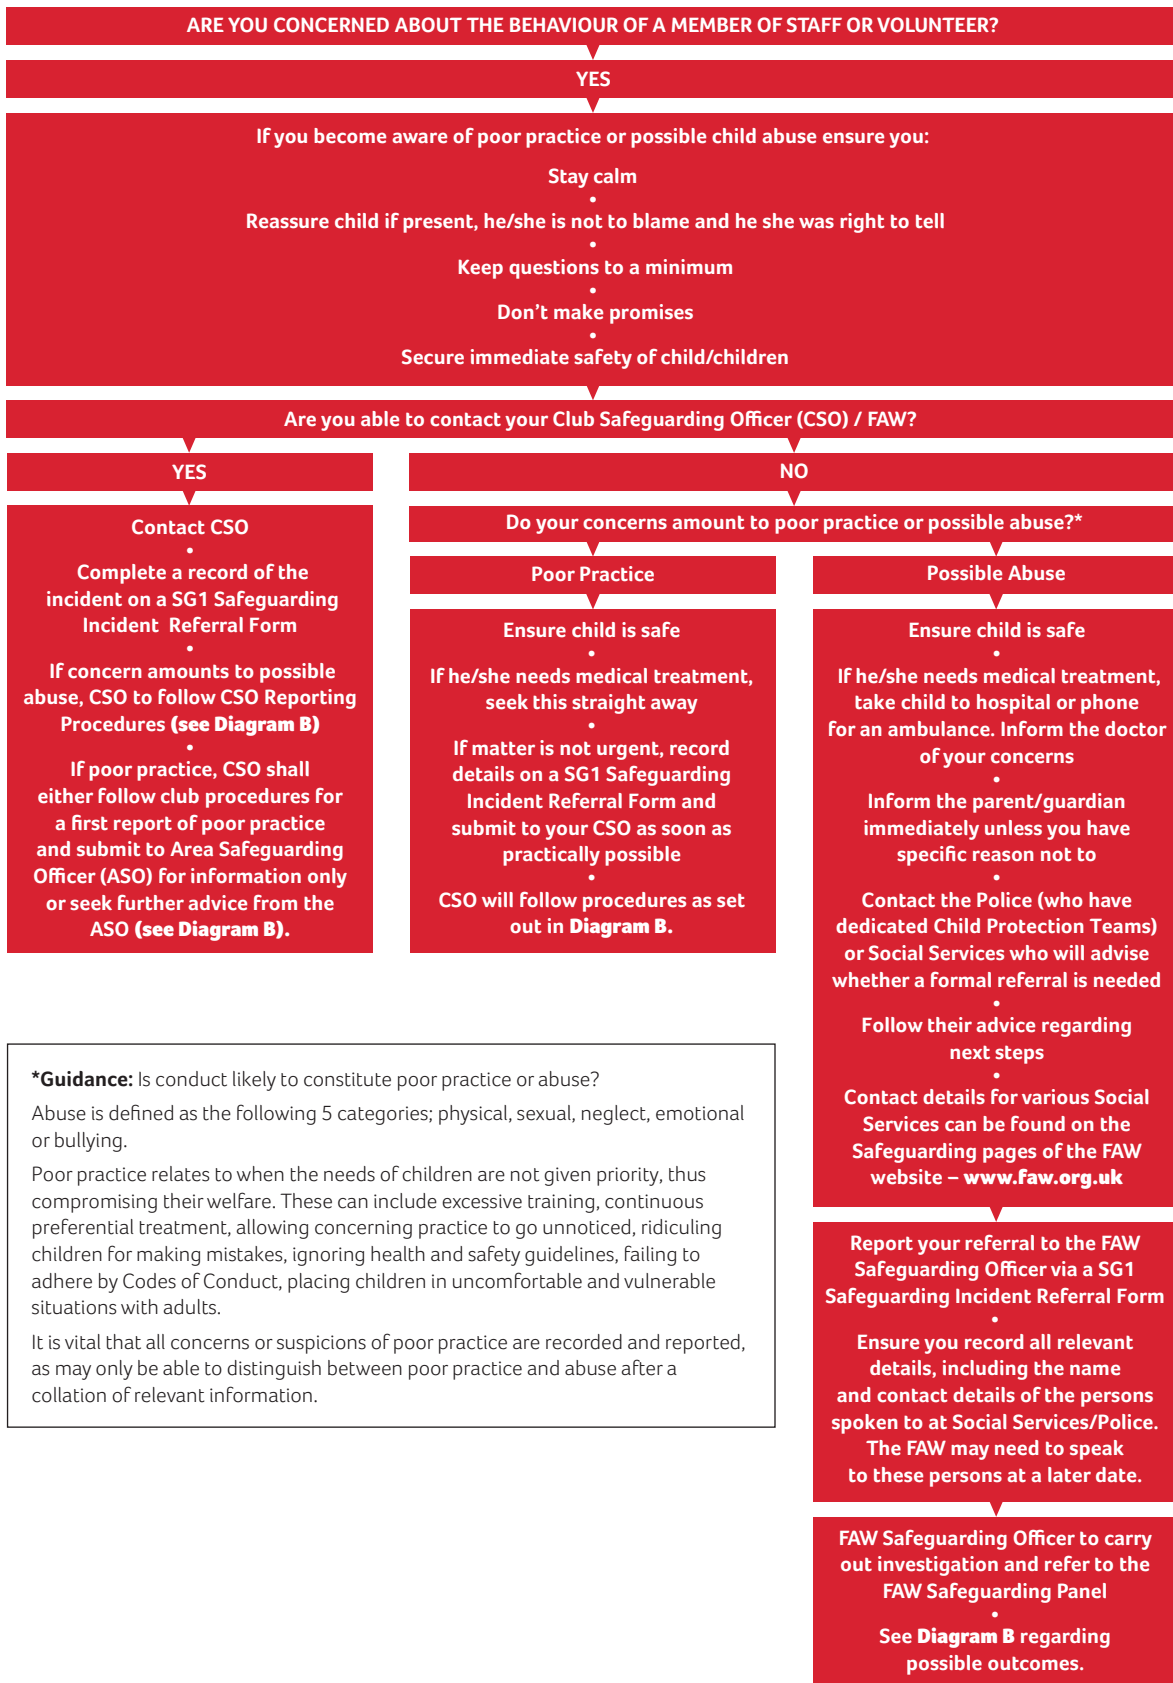 ARE YOU CONCERNED ABOUT THE BEHAVIOUR OF A MEMBER OF STAFF OR VOLUNTEER?
YES
If you become aware of poor practice or possible child abuse ensure you:
Stay calm
•
Reassure child if present, he/she is not to blame and he she was right to tell
•
Keep questions to a minimum
•
Don't make promises
•
Secure immediate safety of child/children
Are you able to contact your Club Safeguarding Officer (CSO) / FAW?
YES
Contact CSO
•
Complete a record of the
incident on a SG1 Safeguarding
Incident Referral Form
•
If concern amounts to possible
abuse, CSO to follow CSO Reporting
Procedures (see Diagram B)
•
If poor practice, CSO shall
either follow club procedures for
a first report of poor practice
and submit to Area Safeguarding
Officer (ASO) for information only
or seek further advice from the
ASO (see Diagram B).
NO
Do your concerns amount to poor practice or possible abuse?*
Poor Practice
Ensure child is safe
•
If he/she needs medical treatment,
seek this straight away
•
If matter is not urgent, record
details on a SG1 Safeguarding
Incident Referral Form and
submit to your CSO as soon as
practically possible
•
CSO will follow procedures as set
out in Diagram B.
Possible Abuse
Ensure child is safe
•
If he/she needs medical treatment,
take child to hospital or phone
for an ambulance. Inform the doctor
of your concerns
•
Inform the parent/guardian
immediately unless you have
specific reason not to
•
Contact the Police (who have
dedicated Child Protection Teams)
or Social Services who will advise
whether a formal referral is needed
•
Follow their advice regarding
next steps
•
Contact details for various Social
Services can be found on the
Safeguarding pages of the FAW
website – www.faw.org.uk
Report your referral to the FAW
Safeguarding Officer via a SG1
Safeguarding Incident Referral Form
•
Ensure you record all relevant
details, including the name
and contact details of the persons
spoken to at Social Services/Police.
The FAW may need to speak
to these persons at a later date.
FAW Safeguarding Officer to carry
out investigation and refer to the
FAW Safeguarding Panel
•
See Diagram B regarding
possible outcomes.
*Guidance: Is conduct likely to constitute poor practice or abuse?
Abuse is defined as the following 5 categories; physical, sexual, neglect, emotional
or bullying.
Poor practice relates to when the needs of children are not given priority, thus
compromising their welfare. These can include excessive training, continuous
preferential treatment, allowing concerning practice to go unnoticed, ridiculing
children for making mistakes, ignoring health and safety guidelines, failing to
adhere by Codes of Conduct, placing children in uncomfortable and vulnerable
situations with adults.
It is vital that all concerns or suspicions of poor practice are recorded and reported,
as may only be able to distinguish between poor practice and abuse after a
collation of relevant information.